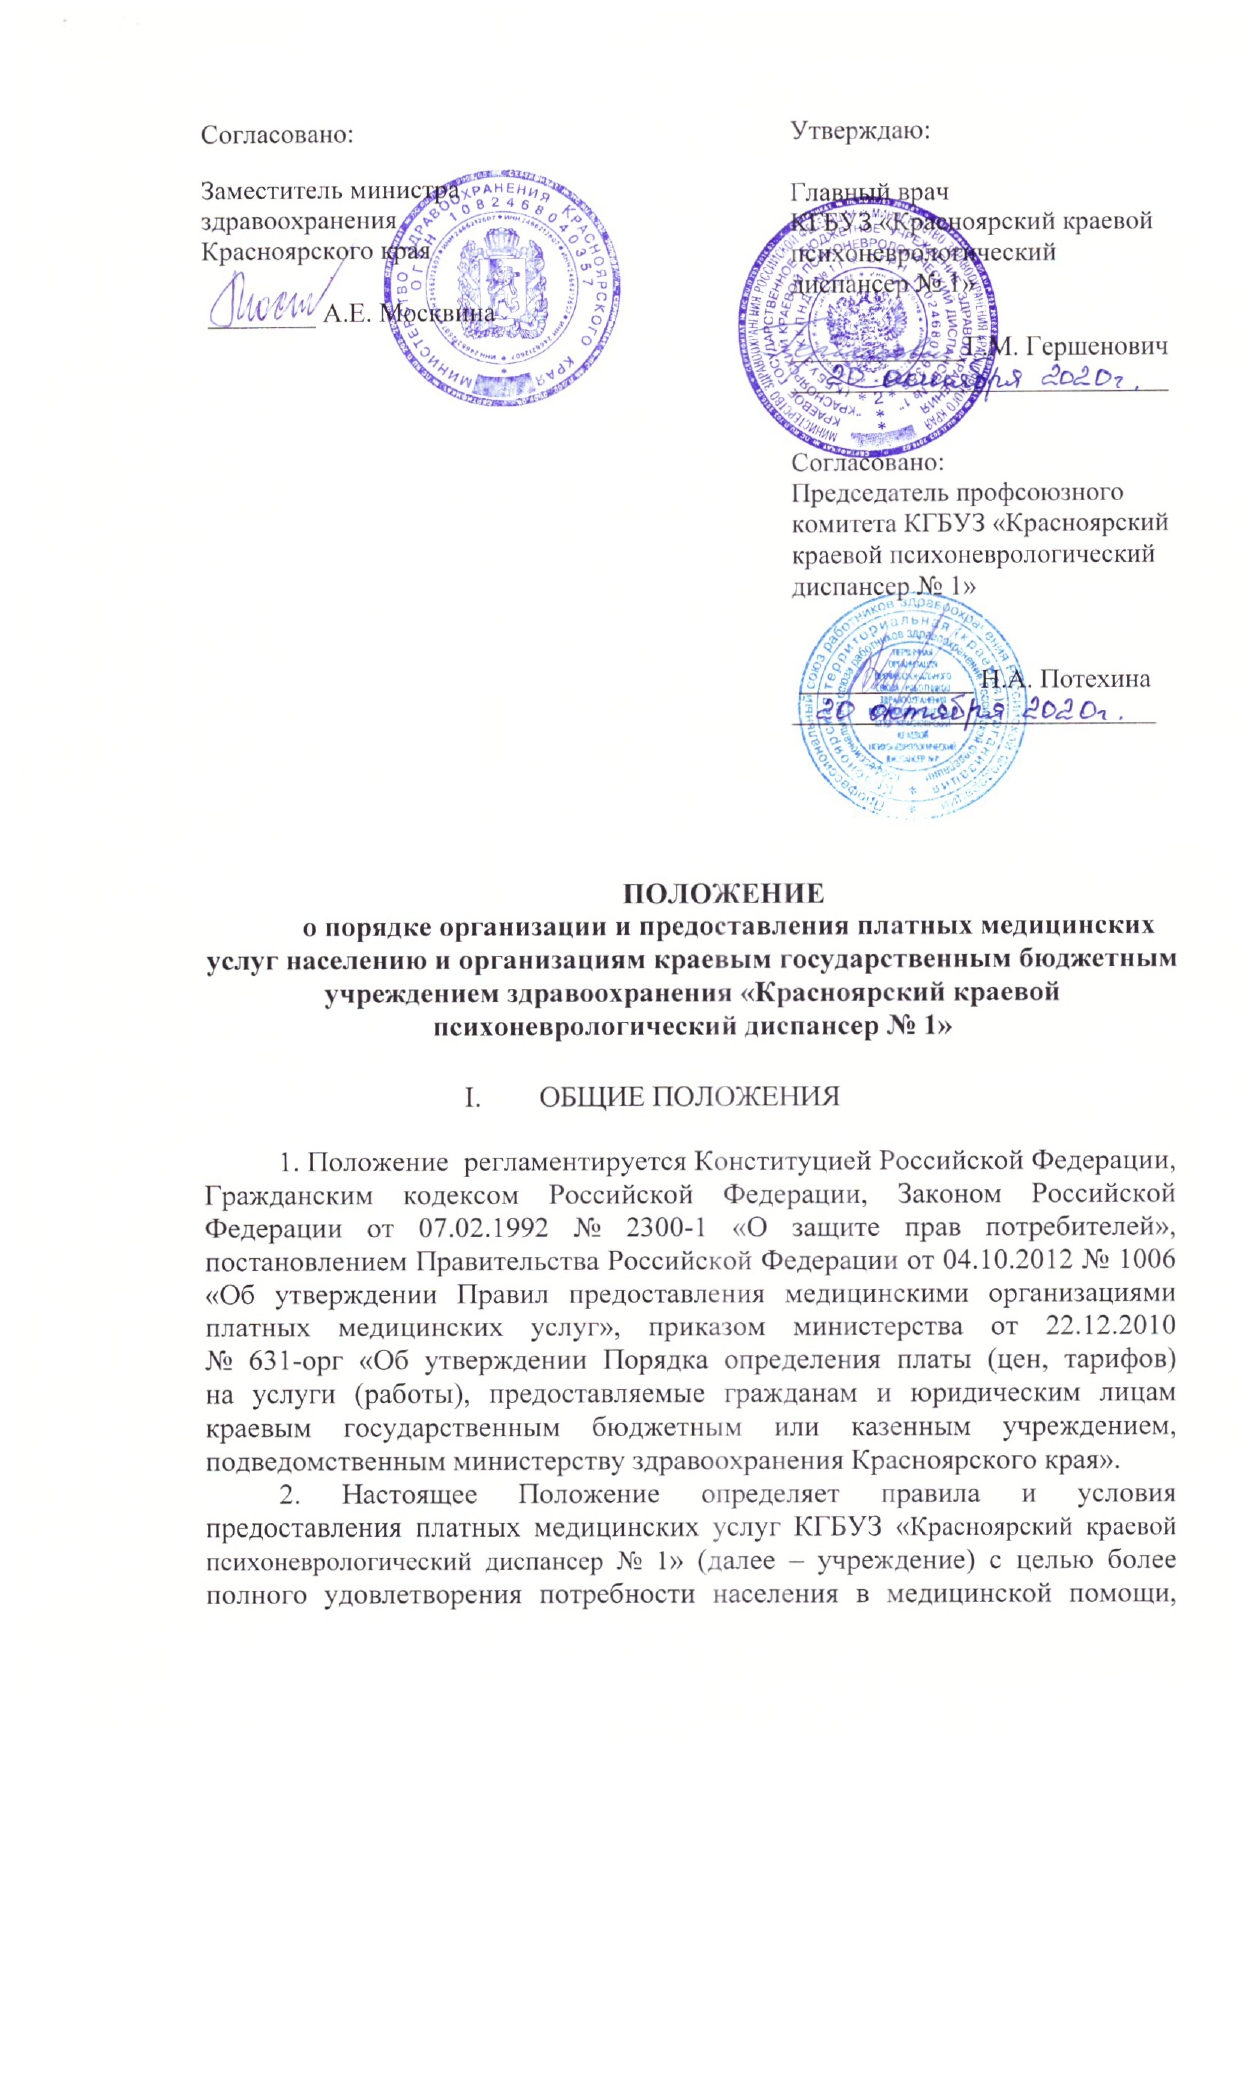 Согласовано:
Заместитель министра
здравоохранения
Красноярского края
А.Е. Москвина
МИНИСТЕРСТВО ЗДРАВООХРАНЕНИЯ КРАСНОЯРСКОГО КРАЯ
ОГРН 1082468040357
Утверждаю:
Главный врач
КГБУЗ «Красноярский краевой
психоневрологический
диспансер № 1»
Г.М. Гершенович
20 октября 2020г.
Согласовано:
Председатель профсоюзного
комитета КГБУЗ «Красноярский
краевой психоневрологический
диспансер № 1»
Н.А. Потехина
20 октября 2020г.
ПОЛОЖЕНИЕ
о порядке организации и предоставления платных медицинских
услуг населению и организациям краевым государственным бюджетным
учреждением здравоохранения «Красноярский краевой
психоневрологический диспансер № 1»
I. ОБЩИЕ ПОЛОЖЕНИЯ
1. Положение регламентируется Конституцией Российской Федерации,
Гражданским кодексом Российской Федерации, Законом Российской
Федерации от 07.02.1992 № 2300-1 «О защите прав потребителей»,
постановлением Правительства Российской Федерации от 04.10.2012 № 1006
«Об утверждении Правил предоставления медицинскими организациями
платных медицинских услуг», приказом министерства от 22.12.2010
№ 631-орг «Об утверждении Порядка определения платы (цен, тарифов)
на услуги (работы), предоставляемые гражданам и юридическим лицам
краевым государственным бюджетным или казенным учреждением,
подведомственным министерству здравоохранения Красноярского края».
2. Настоящее Положение определяет правила и условия
предоставления платных медицинских услуг КГБУЗ «Красноярский краевой
психоневрологический диспансер № 1» (далее – учреждение) с целью более
полного удовлетворения потребности населения в медицинской помощи,